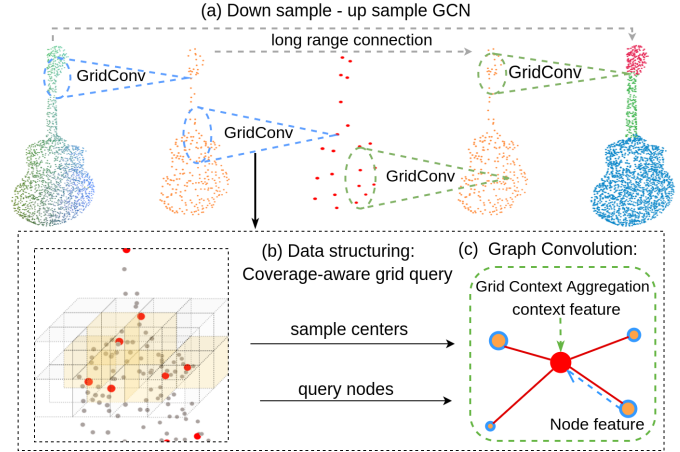 (a) Down sample - up sample GCN
long range connection
GridConv
GridConv
GridConv
GridConv
(b) Data structuring:
Coverage-aware grid query
(c) Graph Convolution:
Grid Context Aggregation
context feature
sample centers
query nodes
Node feature